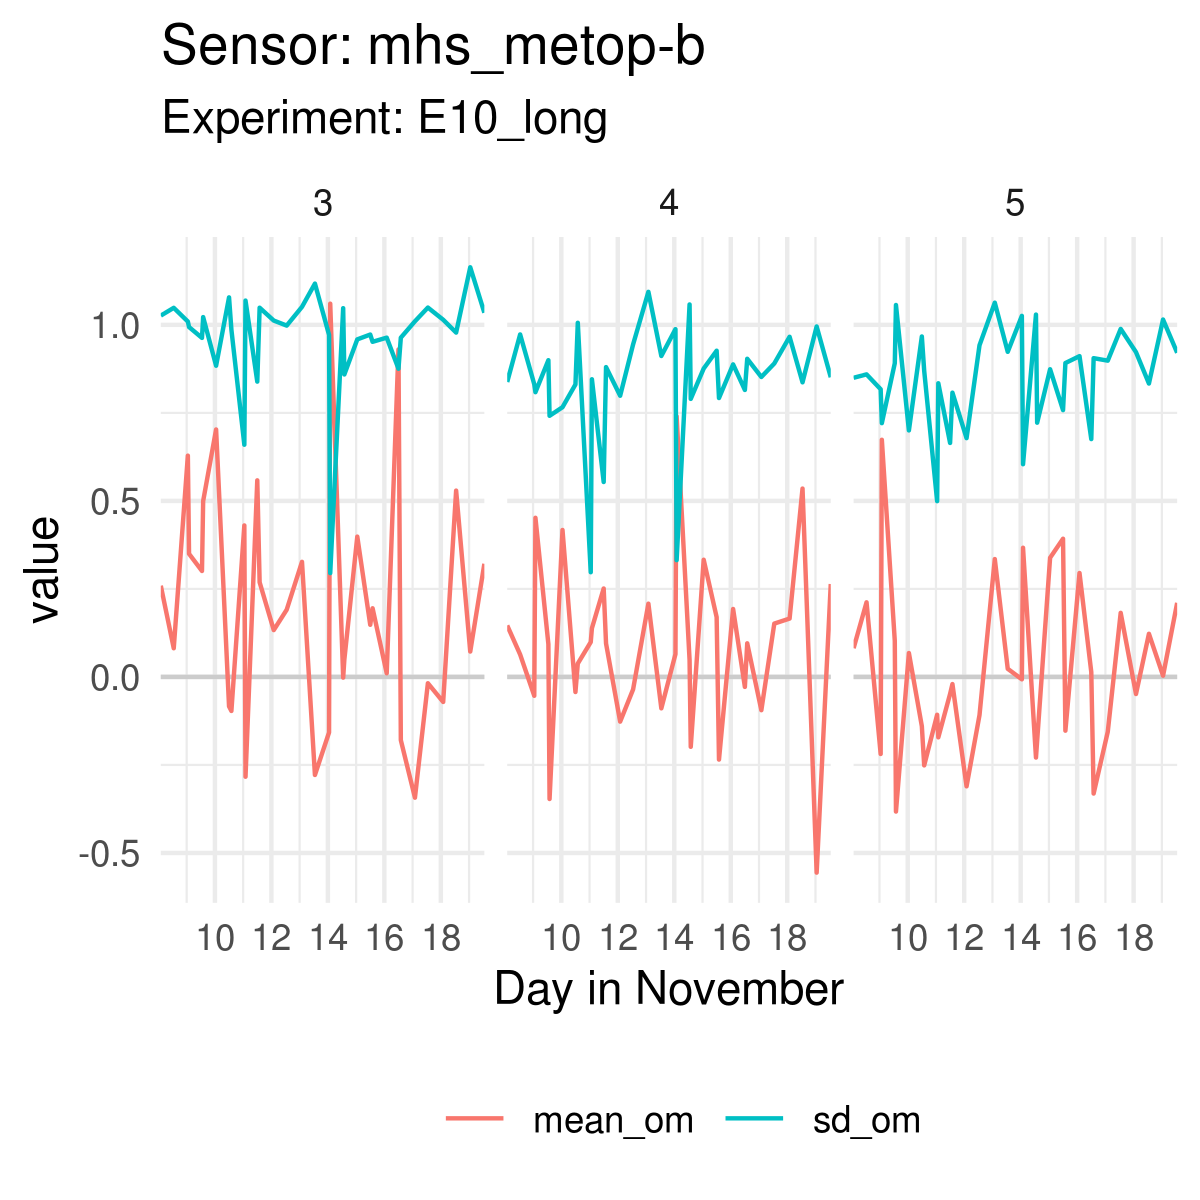 Sensor: mhs_metop-b
Experiment: E10_long
3 4 5
1.0
0.5
0.0
-0.5
value
10 12 14 16 18 10 12 14 16 18 10 12 14 16 18
Day in November
mean_om sd_om